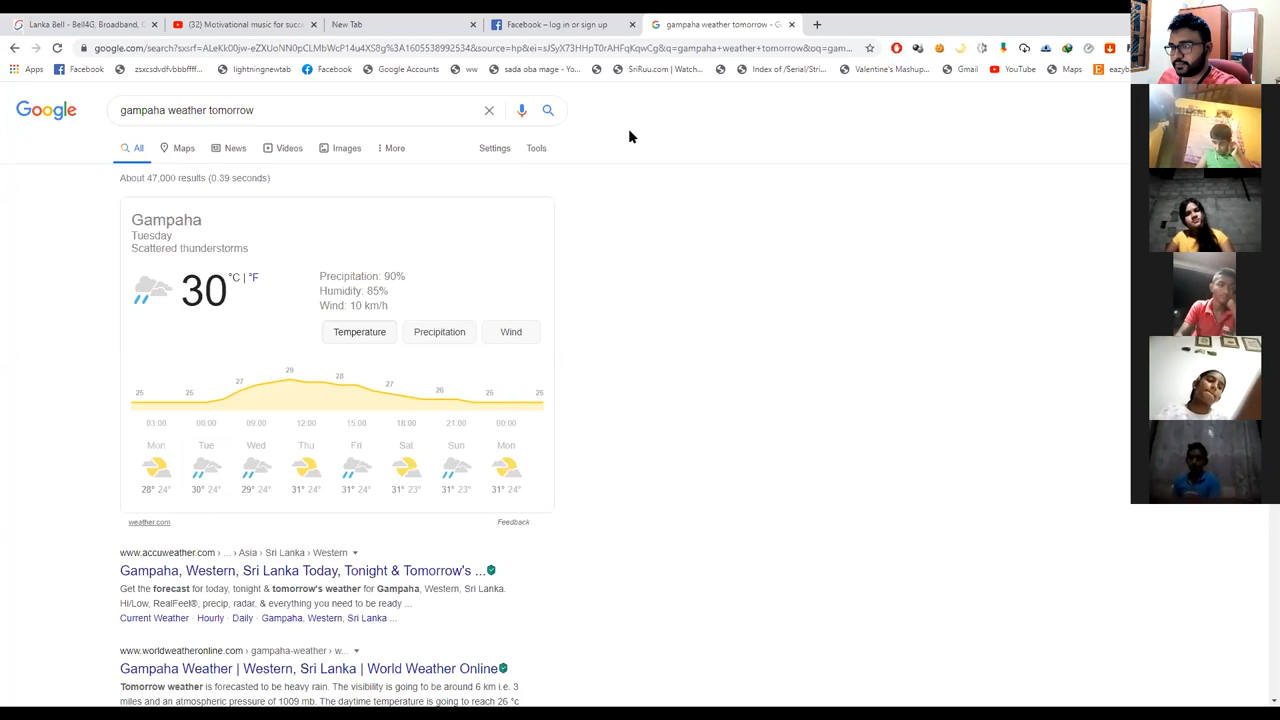 Lanka Bell - Bell4G, Broadband, C
(32) Motivational music for succe
New Tab
Facebook – log in or sign up
gampaha weather tomorrow - G
google.com/search?sxsrf=
&source=hp&ei=
&q=gampaha+weather+tomorrow&oq=gam...
Apps
Facebook
zsxcsdvdfvbbbffff...
lightningnewtab
Facebook
Google Accounts
ww
sada oba mage - Yo...
SriRuu.com | Watch...
Index of /Serial/Stri...
Valentine's Mashup...
Gmail
YouTube
Maps
eazyb
Google
gampaha weather tomorrow
All
Maps
News
Videos
Images
More
Settings
Tools
About 47,000 results (0.39 seconds)
Gampaha
Tuesday
Scattered thunderstorms
30 °C | °F
Precipitation: 90%
Humidity: 85%
Wind: 10 km/h
Temperature
Precipitation
Wind
25 25 27 29 28 27 26 25 25
03:00 06:00 09:00 12:00 15:00 18:00 21:00 00:00
Mon Tue Wed Thu Fri Sat Sun Mon
28° 24° 30° 24° 29° 24° 31° 24° 31° 24° 31° 23° 31° 23° 31° 24°
weather.com
Feedback
www.accuweather.com › ... › Asia › Sri Lanka › Western
Gampaha, Western, Sri Lanka Today, Tonight & Tomorrow's ...
Get the forecast for today, tonight & tomorrow's weather for Gampaha, Western, Sri Lanka.
Hi/Low, RealFeel®, precip, radar, & everything you need to be ready ...
Current Weather · Hourly · Daily · Gampaha, Western, Sri Lanka ...
www.worldweatheronline.com › gampaha-weather › w...
Gampaha Weather | Western, Sri Lanka | World Weather Online
Tomorrow weather is forecasted to be heavy rain. The visibility is going to be around 6 km i.e. 3
miles and an atmospheric pressure of 1009 mb. The daytime temperature is going to reach 26 °c